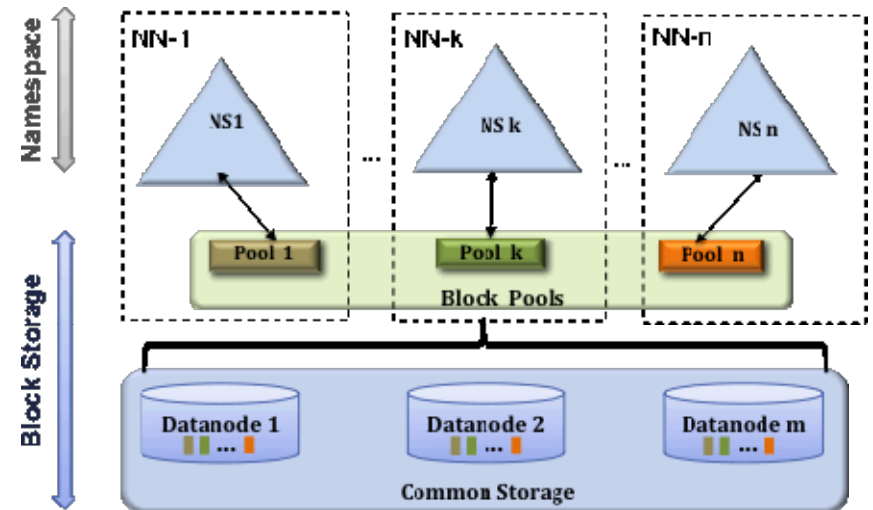 Namespace
NN-1
NN-k
NN-n
NS1
NS k
NS n
...
...
Block Storage
Pool 1
Pool k
Pool n
Block Pools
Datanode 1
...
Datanode 2
...
Datanode m
...
Common Storage